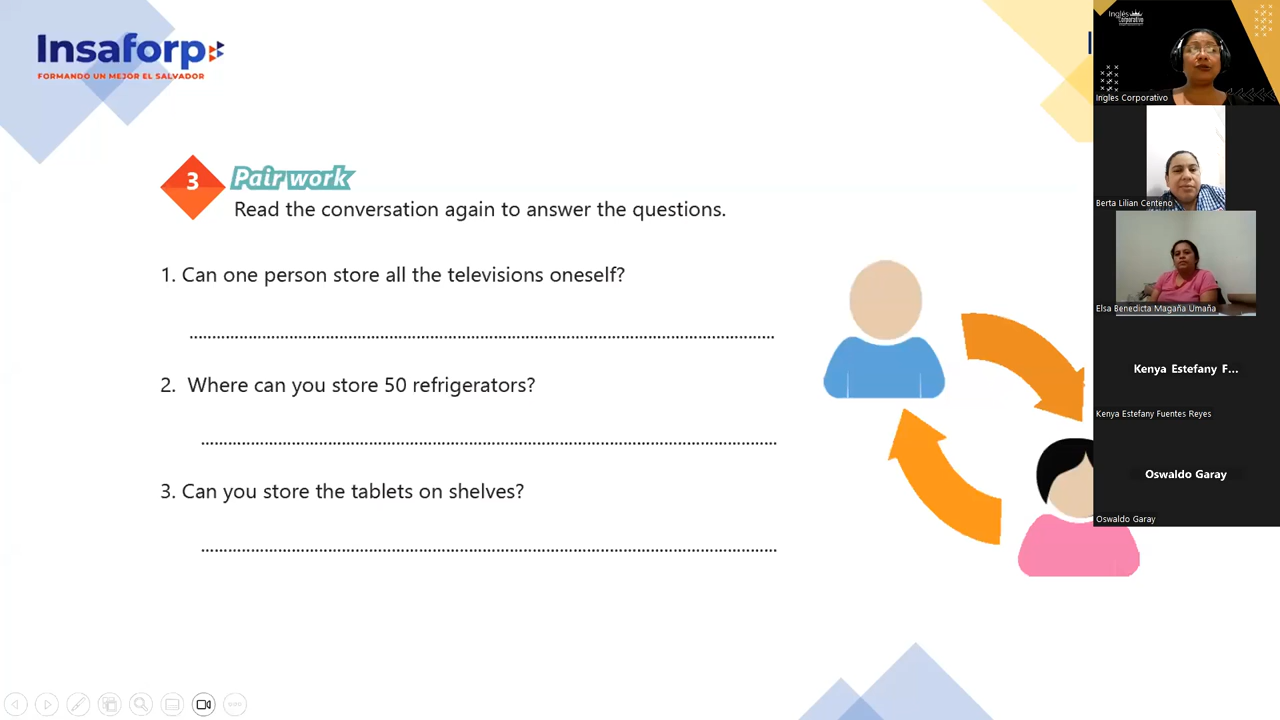 Insaforp
FORMANDO UN MEJOR EL SALVADOR
3
Pair work
Read the conversation again to answer the questions.
1. Can one person store all the televisions oneself?
2. Where can you store 50 refrigerators?
3. Can you store the tablets on shelves?
Inglés
Corporativo
Ingles Corporativo
Berta Lilian Centeno
Elsa Benedicta Magaña Umaña
Kenya Estefany F...
Kenya Estefany Fuentes Reyes
Oswaldo Garay
Oswaldo Garay